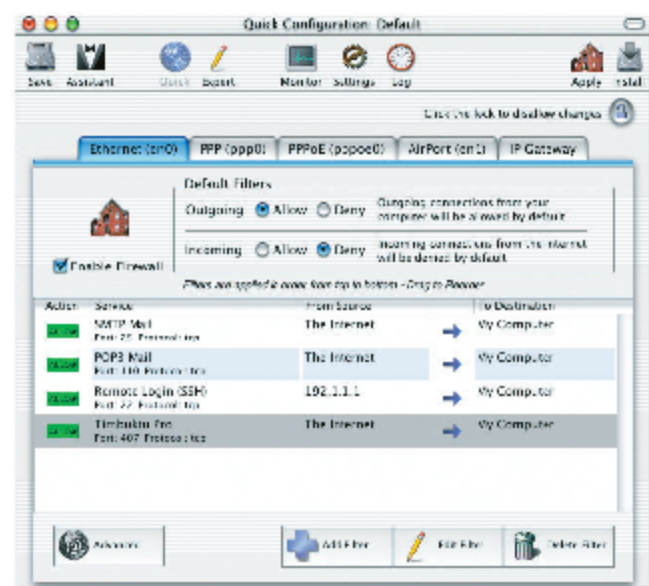 Quick Configuration: Default
Save Assistant Quick Expert Monitor Settings Log Apply Install
Click the lock to disallow changes
Ethernet (en0) PPP (ppp0) PPPoE (pppoe0) AirPort (en1) IP Gateway
Default Filters
Outgoing Allow Deny Outgoing connections from your
computer will be allowed by default
Incoming Allow Deny Incoming connections from the internet
will be denied by default
Enable Firewall
Filters are applied in order from top to bottom - Drag to Reorder
Action Service From Source To Destination
SMTP Mail The Internet My Computer
Port: 25 Protocol: tcp
POP3 Mail The Internet My Computer
Port: 110 Protocol: tcp
Remote Login (SSH) 192.1.1.1 My Computer
Port: 22 Protocol: tcp
Timbuktu Pro The Internet My Computer
Port: 407 Protocol: tcp
Advanced Add Filter Edit Filter Delete Filter